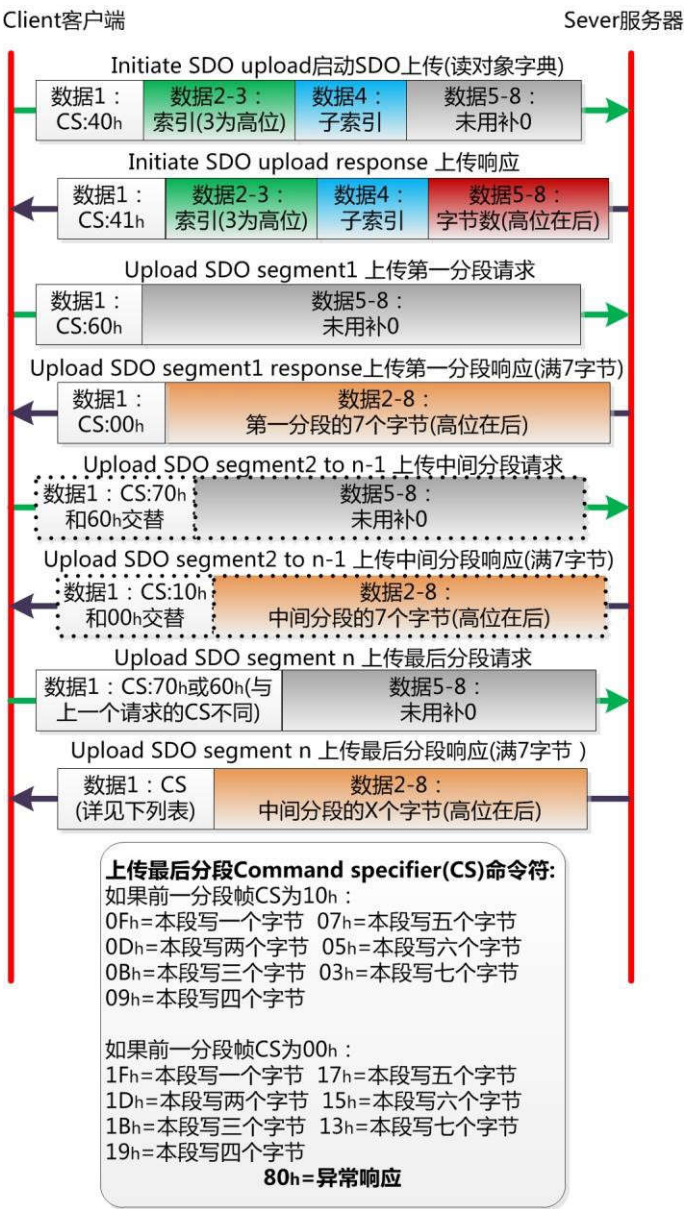 Client客户端
Sever服务器
Initiate SDO upload启动SDO上传(读对象字典)
数据1：
CS:40h
数据2-3：
索引(3为高位)
数据4：
子索引
数据5-8：
未用补0
Initiate SDO upload response 上传响应
数据1：
CS:41h
数据2-3：
索引(3为高位)
数据4：
子索引
数据5-8：
字节数(高位在后)
Upload SDO segment1 上传第一分段请求
数据1：
CS:60h
数据5-8：
未用补0
Upload SDO segment1 response上传第一分段响应(满7字节)
数据1：
CS:00h
数据2-8：
第一分段的7个字节(高位在后)
Upload SDO segment2 to n-1 上传中间分段请求
数据1：CS:70h
和60h交替
数据5-8：
未用补0
Upload SDO segment2 to n-1 上传中间分段响应(满7字节)
数据1：CS:10h
和00h交替
数据2-8：
中间分段的7个字节(高位在后)
Upload SDO segment n 上传最后分段请求
数据1：CS:70h或60h(与
上一个请求的CS不同)
数据5-8：
未用补0
Upload SDO segment n 上传最后分段响应(满7字节 )
数据1：CS
(详见下列表)
数据2-8：
中间分段的X个字节(高位在后)
上传最后分段Command specifier(CS)命令符:
如果前一分段帧CS为10h：
0Fh=本段写一个字节 07h=本段写五个字节
0Dh=本段写两个字节 05h=本段写六个字节
0Bh=本段写三个字节 03h=本段写七个字节
09h=本段写四个字节
如果前一分段帧CS为00h：
1Fh=本段写一个字节 17h=本段写五个字节
1Dh=本段写两个字节 15h=本段写六个字节
1Bh=本段写三个字节 13h=本段写七个字节
19h=本段写四个字节
80h=异常响应